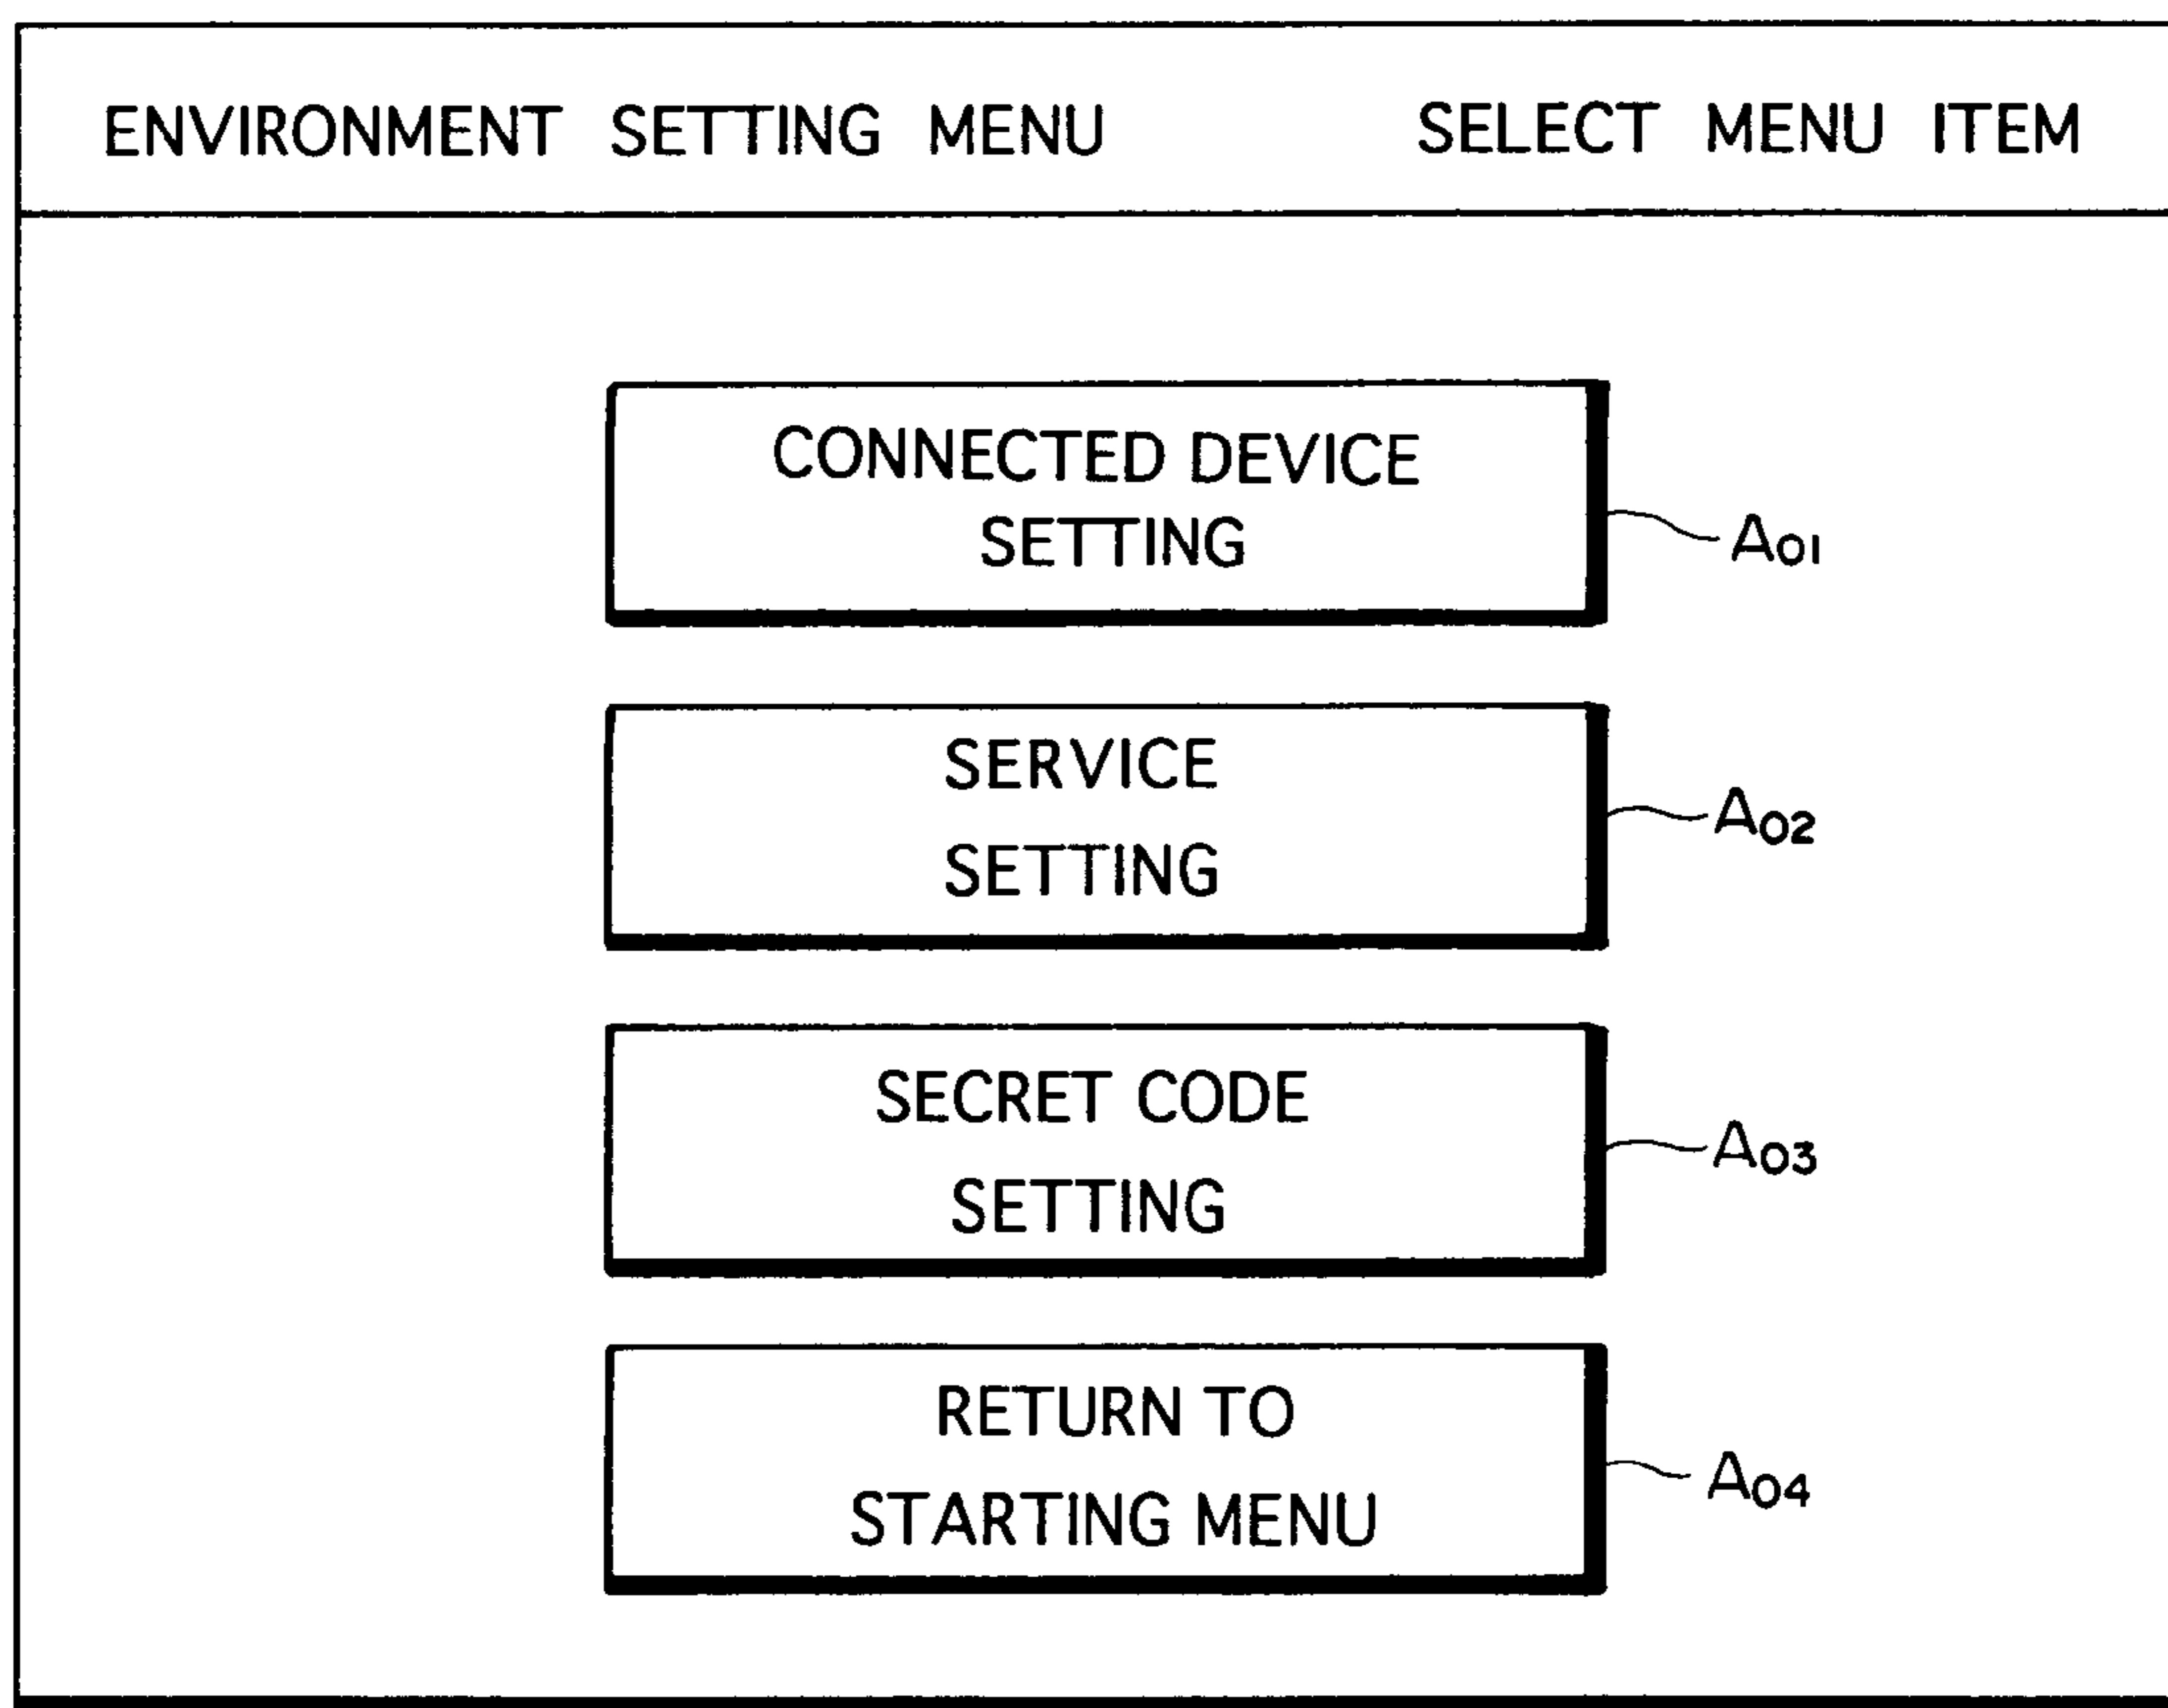 ENVIRONMENT SETTING MENU SELECT MENU ITEM
CONNECTED DEVICE
SETTING
A01
SERVICE
SETTING
A02
SECRET CODE
SETTING
A03
RETURN TO
STARTING MENU
A04